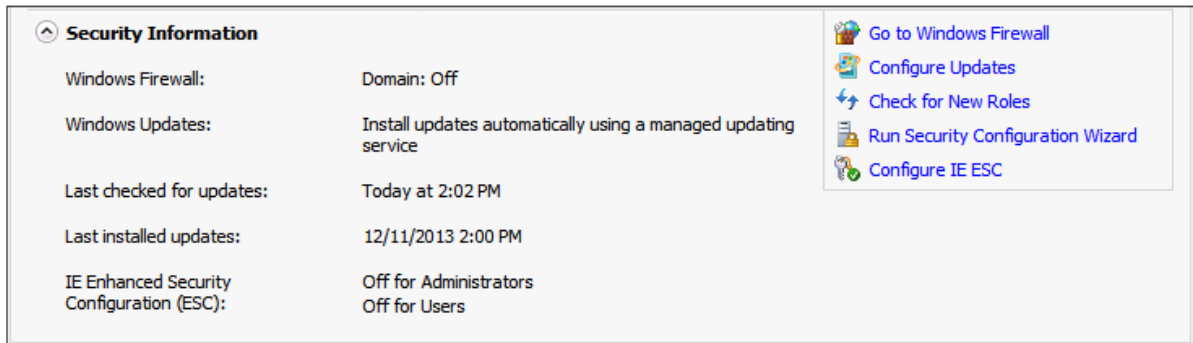 Security Information
Windows Firewall: Domain: Off
Windows Updates: Install updates automatically using a managed updating
service
Last checked for updates: Today at 2:02 PM
Last installed updates: 12/11/2013 2:00 PM
IE Enhanced Security Off for Administrators
Configuration (ESC): Off for Users
Go to Windows Firewall
Configure Updates
Check for New Roles
Run Security Configuration Wizard
Configure IE ESC